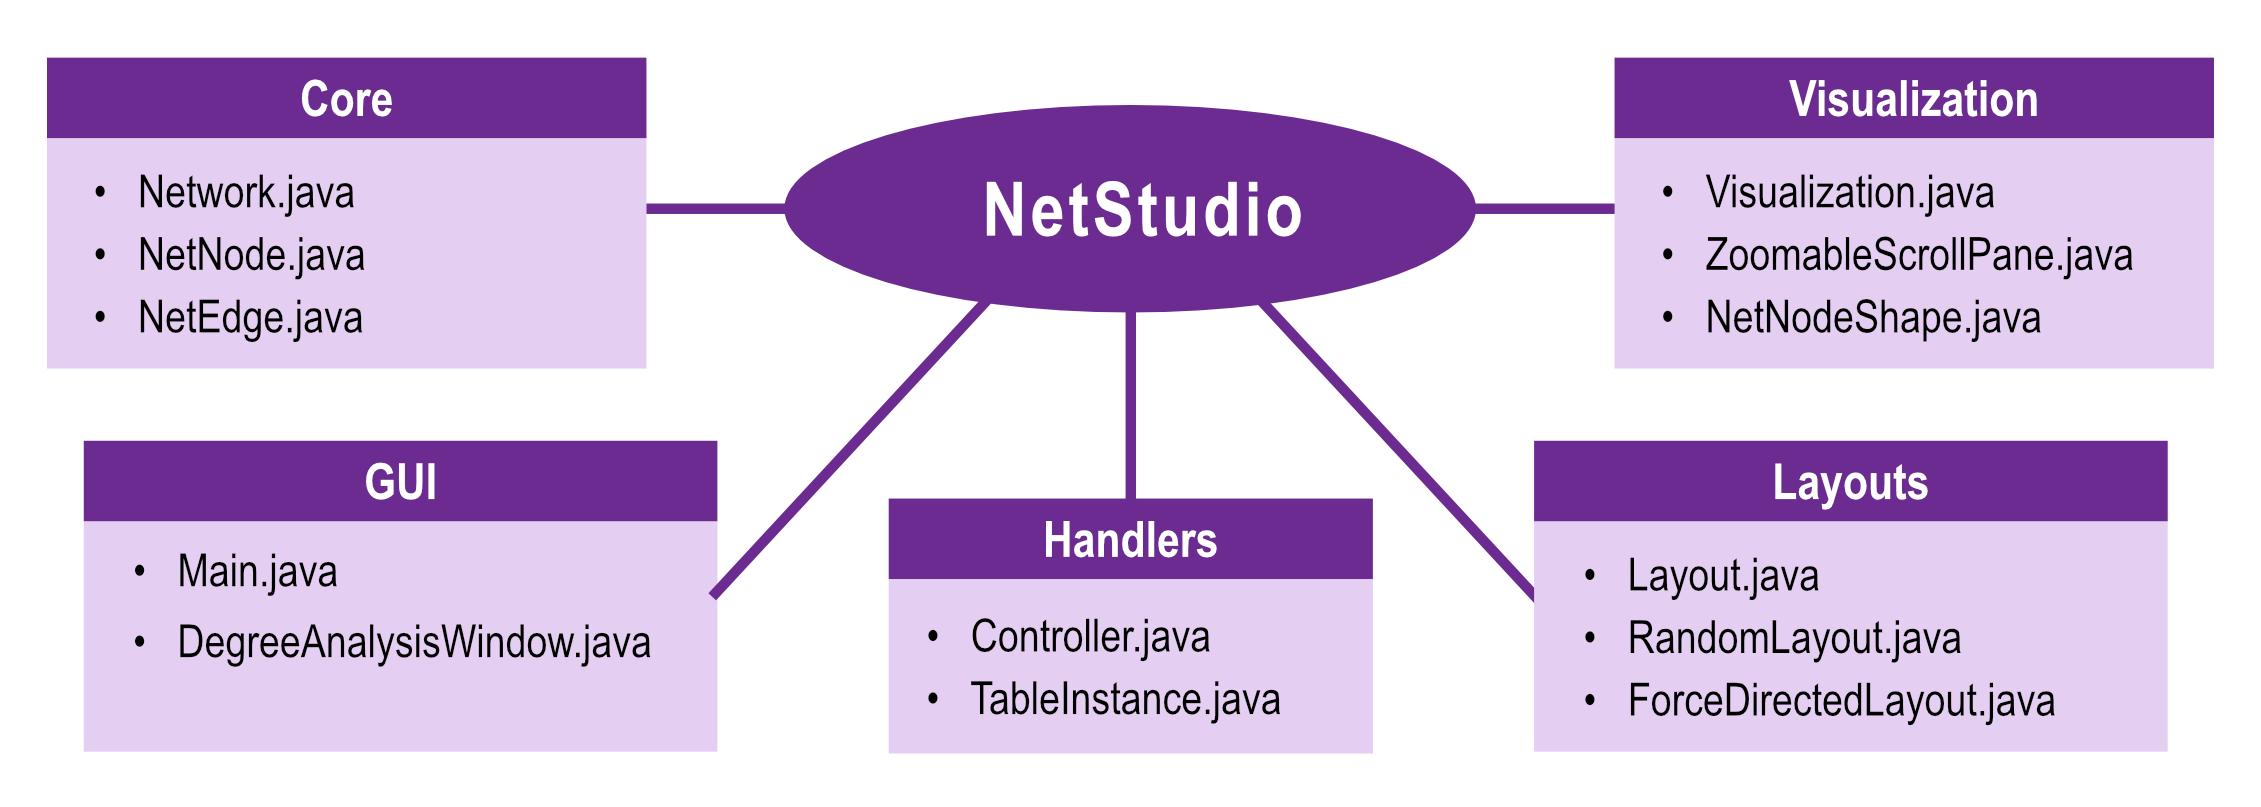 Core
• Network.java
• NetNode.java
• NetEdge.java
NetStudio
Visualization
• Visualization.java
• ZoomableScrollPane.java
• NetNodeShape.java
GUI
• Main.java
• DegreeAnalysisWindow.java
Handlers
• Controller.java
• TableInstance.java
Layouts
• Layout.java
• RandomLayout.java
• ForceDirectedLayout.java